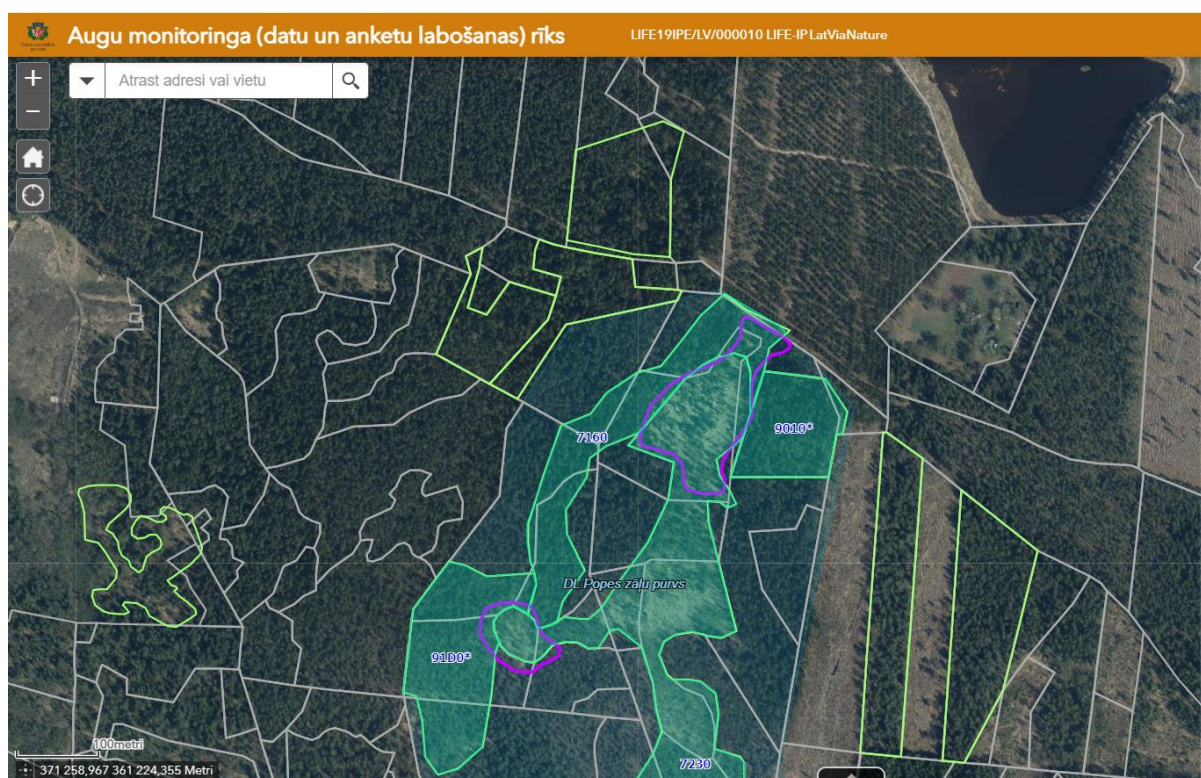 Augu monitoringa (datu un anketu labošanas) rīks
LIFE19IPE/LV/000010 LIFE-IP LatViaNature
+
Atrast adresi vai vietu
−
7160
9010*
DL Popes zāļu purvs
91D0*
100metri
7230
371 258,967 361 224,355 Metri